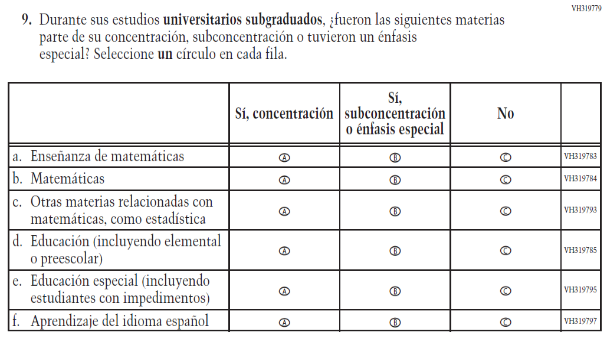 VH319779
9. Durante sus estudios universitarios subgraduados, ¿fueron las siguientes materias
parte de su concentración, subconcentración o tuvieron un énfasis
especial? Seleccione un círculo en cada fila.
Sí, concentración
Sí,
subconcentración
o énfasis especial
No
a. Enseñanza de matemáticas A B C VH319783
b. Matemáticas A B C VH319784
c. Otras materias relacionadas con
matemáticas, como estadística A B C VH319793
d. Educación (incluyendo elemental
o preescolar) A B C VH319785
e. Educación especial (incluyendo
estudiantes con impedimentos) A B C VH319795
f. Aprendizaje del idioma español A B C VH319797